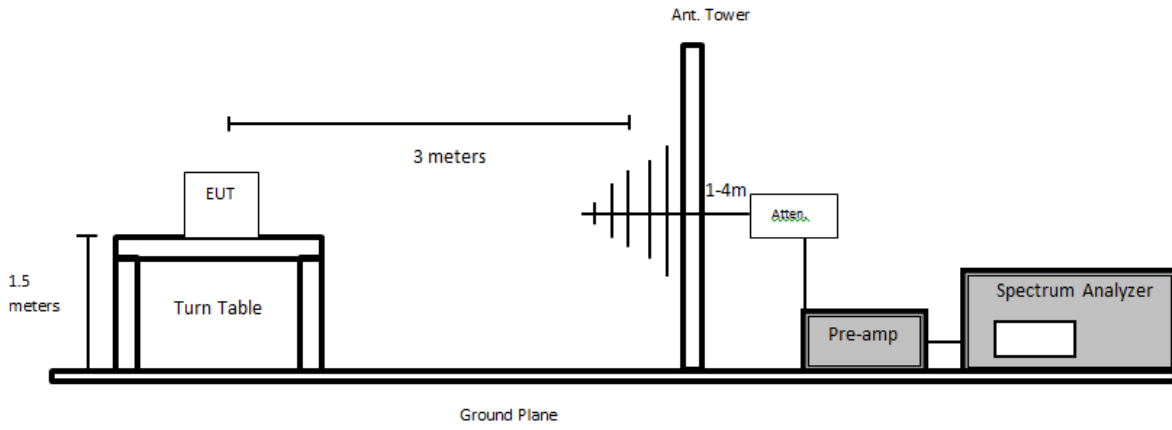 Ant. Tower
3 meters
EUT
1-4m
Atten.
1.5
meters
Turn Table
Spectrum Analyzer
Pre-amp
Ground Plane